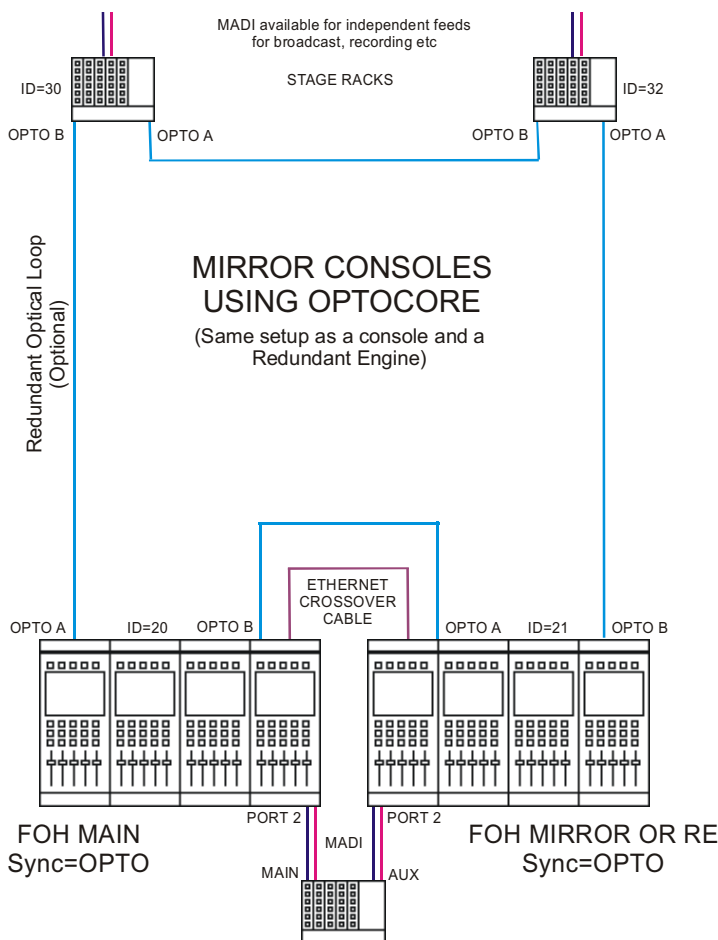 MADI available for independent feeds
for broadcast, recording etc
STAGE RACKS
ID=30
ID=32
OPTO B
OPTO A
OPTO B
OPTO A
Redundant Optical Loop
(Optional)
MIRROR CONSOLES
USING OPTOCORE
(Same setup as a console and a
Redundant Engine)
ETHERNET
CROSSOVER
CABLE
OPTO A
ID=20
OPTO B
OPTO A
ID=21
OPTO B
PORT 2
PORT 2
FOH MAIN
Sync=OPTO
MADI
FOH MIRROR OR RE
Sync=OPTO
MAIN
AUX